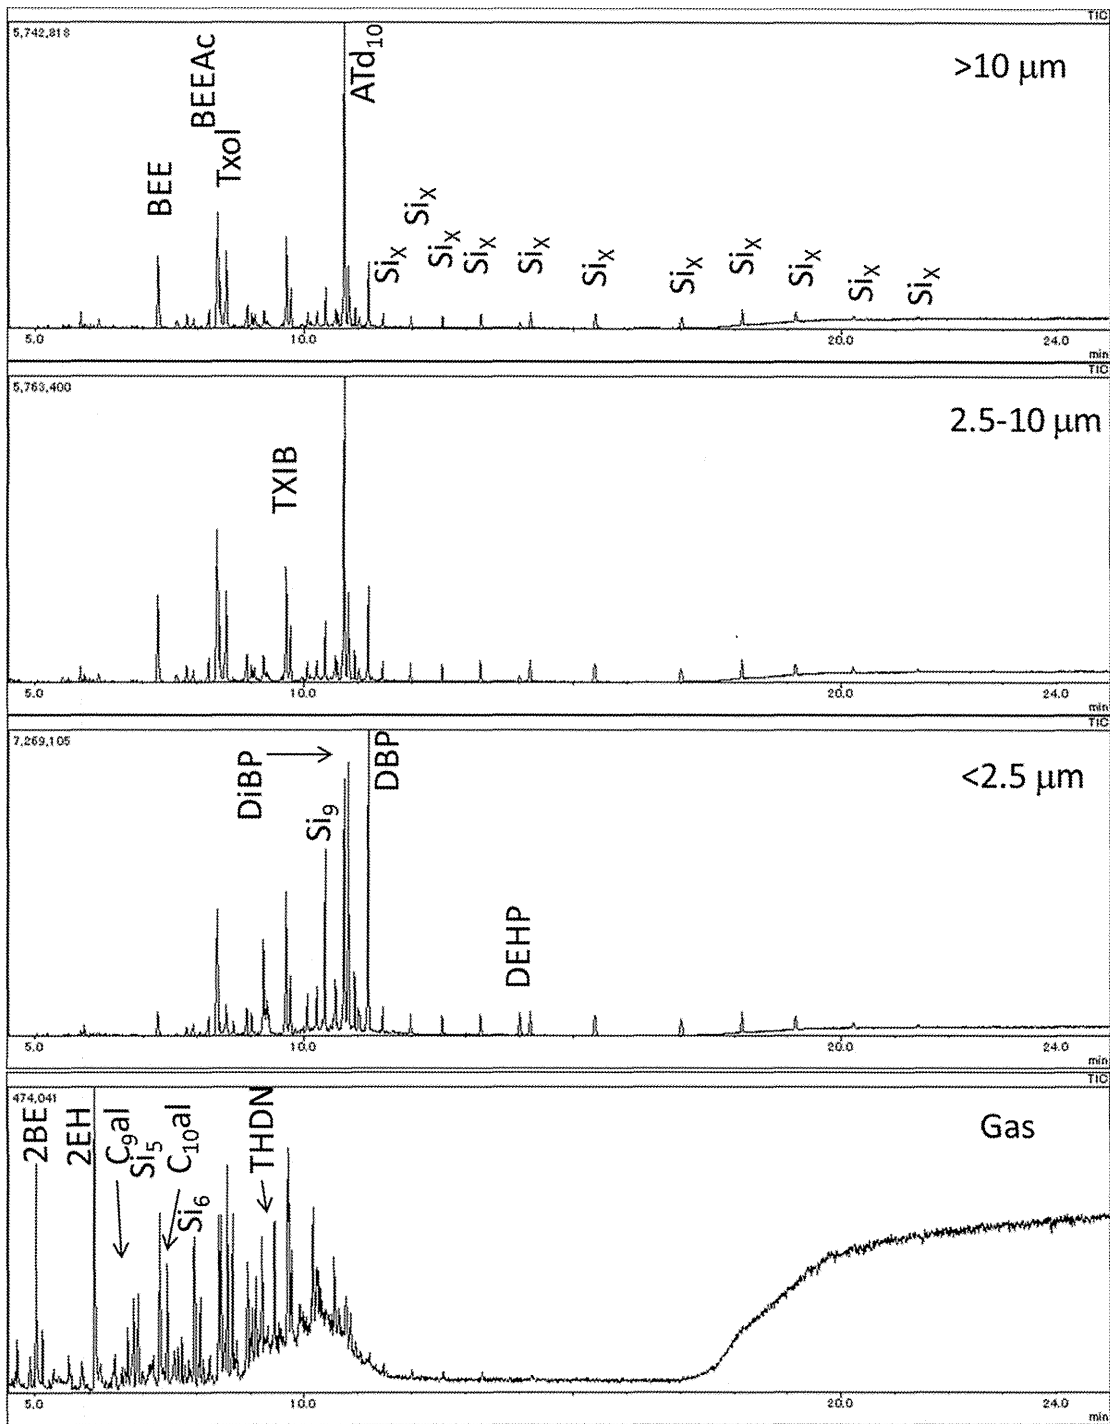 TIC
5,742,818
>10 μm
BEE
BEEAc
Txol
ATd10
SiX
SiX
SiX
SiX
SiX
SiX
SiX
SiX
SiX
SiX
SiX
5.0 10.0 20.0 24.0
min
TIC
5,763,400
2.5-10 μm
TXIB
5.0 10.0 20.0 24.0
min
TIC
7,269,105
<2.5 μm
DiBP
Si9
DBP
DEHP
5.0 10.0 20.0 24.0
min
TIC
474,041
Gas
2BE
2EH
C9al
Si5
C10al
Si6
THDN
5.0 10.0 20.0 24.0
min